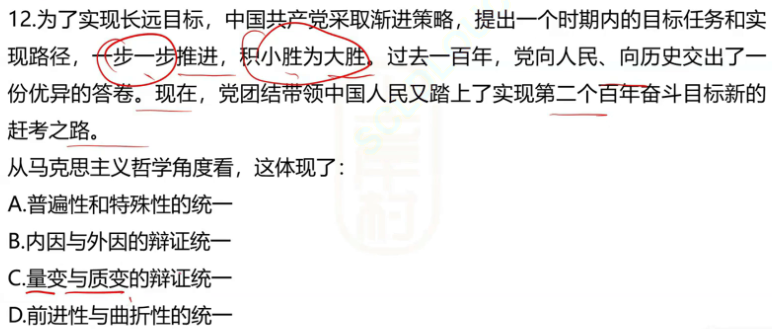 12.为了实现长远目标，中国共产党采取渐进策略，提出一个时期内的目标任务和实
现路径，一步一步推进，积小胜为大胜。过去一百年，党向人民、向历史交出了一
份优异的答卷。现在，党团结带领中国人民又踏上了实现第二个百年奋斗目标新的
赶考之路。
从马克思主义哲学角度看，这体现了：
A.普遍性和特殊性的统一
B.内因与外因的辩证统一
C.量变与质变的辩证统一
D.前进性与曲折性的统一